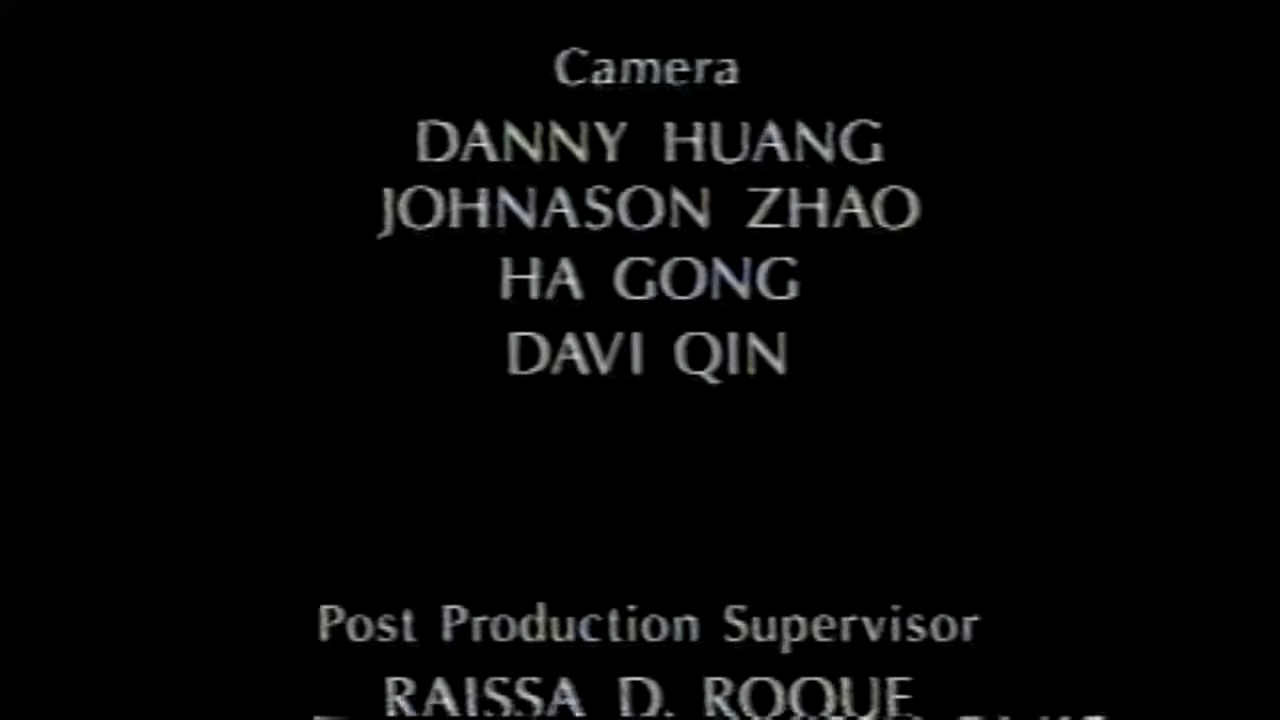 Camera
DANNY HUANG
JOHNASON ZHAO
HA GONG
DAVI QIN
Post Production Supervisor
RAISSA D. ROQUE